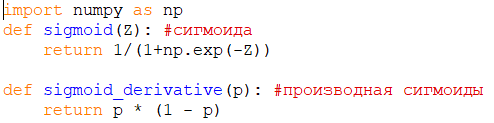 import numpy as np
def sigmoid(Z): #сигмоида
    return 1/(1+np.exp(-Z))
def sigmoid_derivative(p): #производная сигмоиды
    return p * (1 - p)